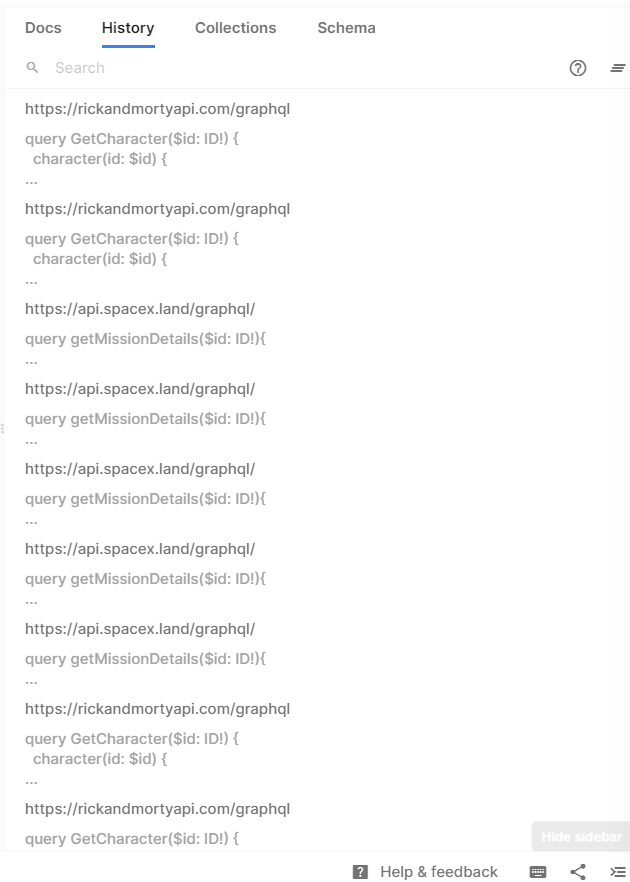 Docs History Collections Schema
Search
https://rickandmortyapi.com/graphql
query GetCharacter($id: ID!) {
character(id: $id) {
...
https://rickandmortyapi.com/graphql
query GetCharacter($id: ID!) {
character(id: $id) {
...
https://api.spacex.land/graphql/
query getMissionDetails($id: ID!){
...
https://api.spacex.land/graphql/
query getMissionDetails($id: ID!){
...
https://api.spacex.land/graphql/
query getMissionDetails($id: ID!){
...
https://api.spacex.land/graphql/
query getMissionDetails($id: ID!){
...
https://api.spacex.land/graphql/
query getMissionDetails($id: ID!){
...
https://rickandmortyapi.com/graphql
query GetCharacter($id: ID!) {
character(id: $id) {
...
https://rickandmortyapi.com/graphql
query GetCharacter($id: ID!) {
Hide sidebar
Help & feedback